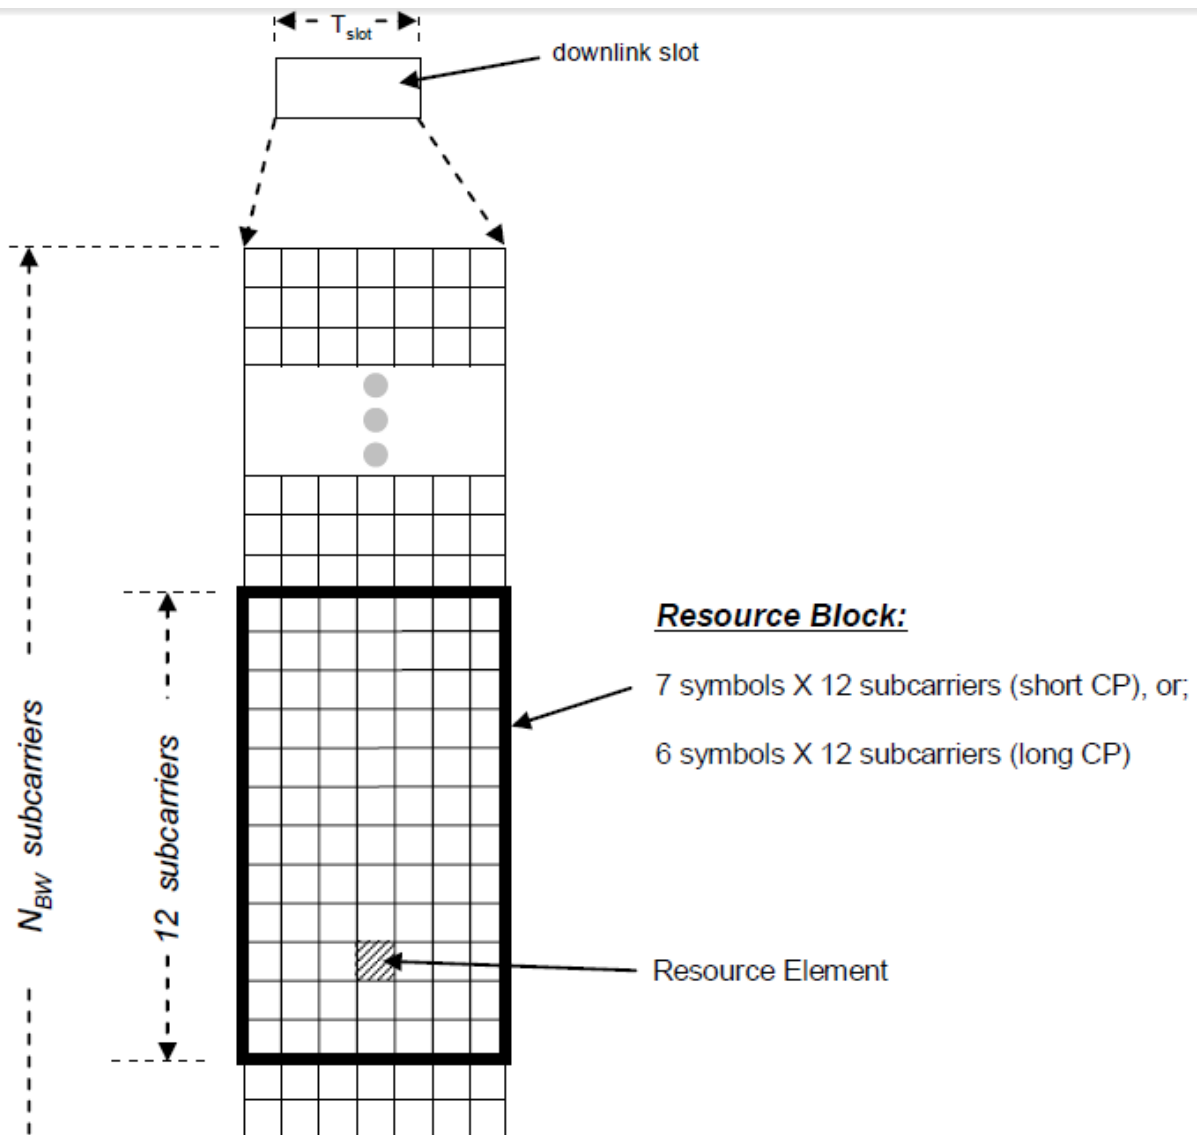 T_slot
downlink slot
N_BW subcarriers
12 subcarriers
Resource Block:
7 symbols X 12 subcarriers (short CP), or;
6 symbols X 12 subcarriers (long CP)
Resource Element